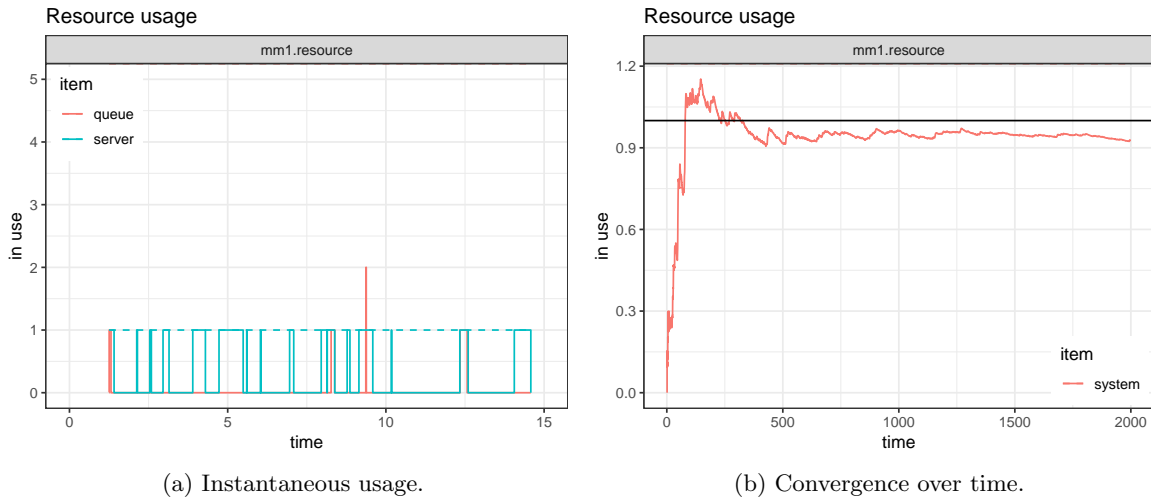 Resource usage
mm1.resource
5
4
3
2
1
0
in use
item
queue
server
0
5
10
15
time
(a) Instantaneous usage.
Resource usage
mm1.resource
1.2
0.9
0.6
0.3
0.0
in use
item
system
0
500
1000
1500
2000
time
(b) Convergence over time.